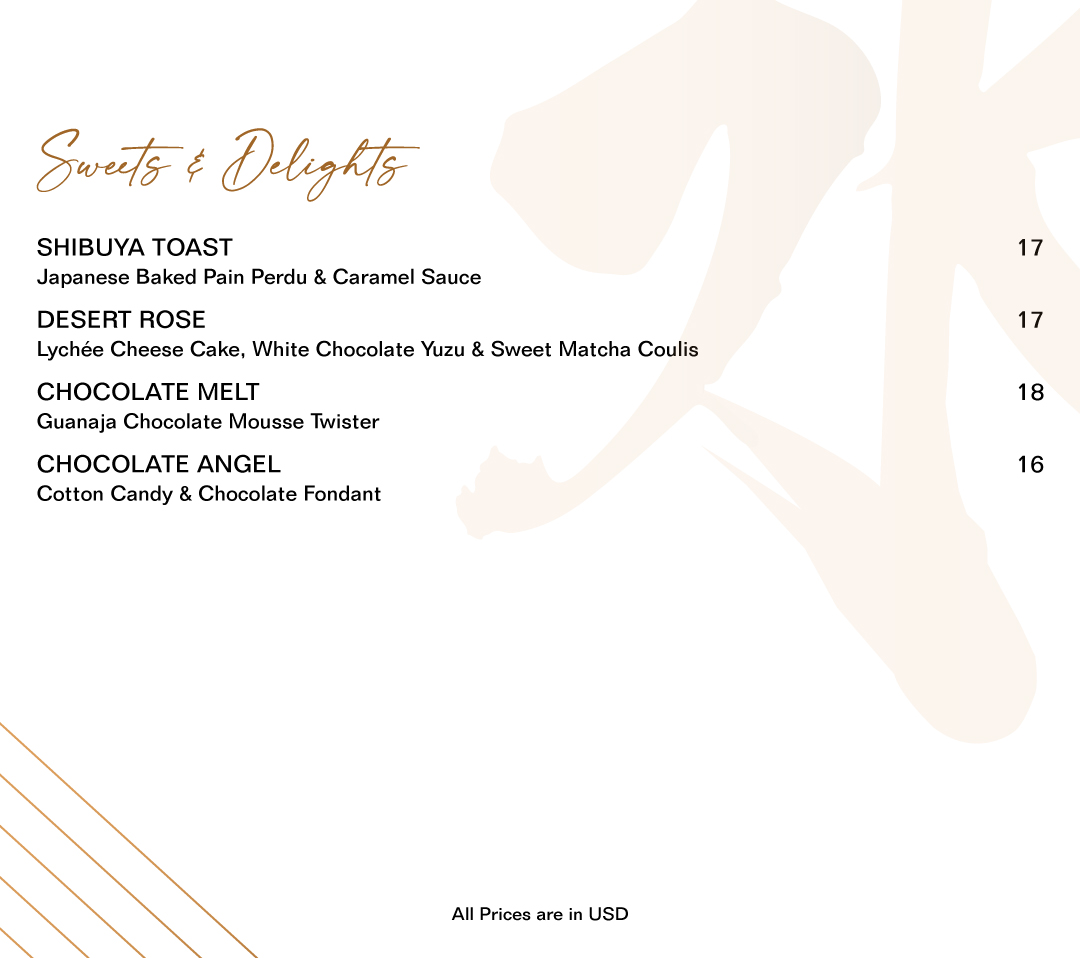 Sweets & Delights
SHIBUYA TOAST 17
Japanese Baked Pain Perdu & Caramel Sauce
DESERT ROSE 17
Lychée Cheese Cake, White Chocolate Yuzu & Sweet Matcha Coulis
CHOCOLATE MELT 18
Guanaja Chocolate Mousse Twister
CHOCOLATE ANGEL 16
Cotton Candy & Chocolate Fondant
All Prices are in USD